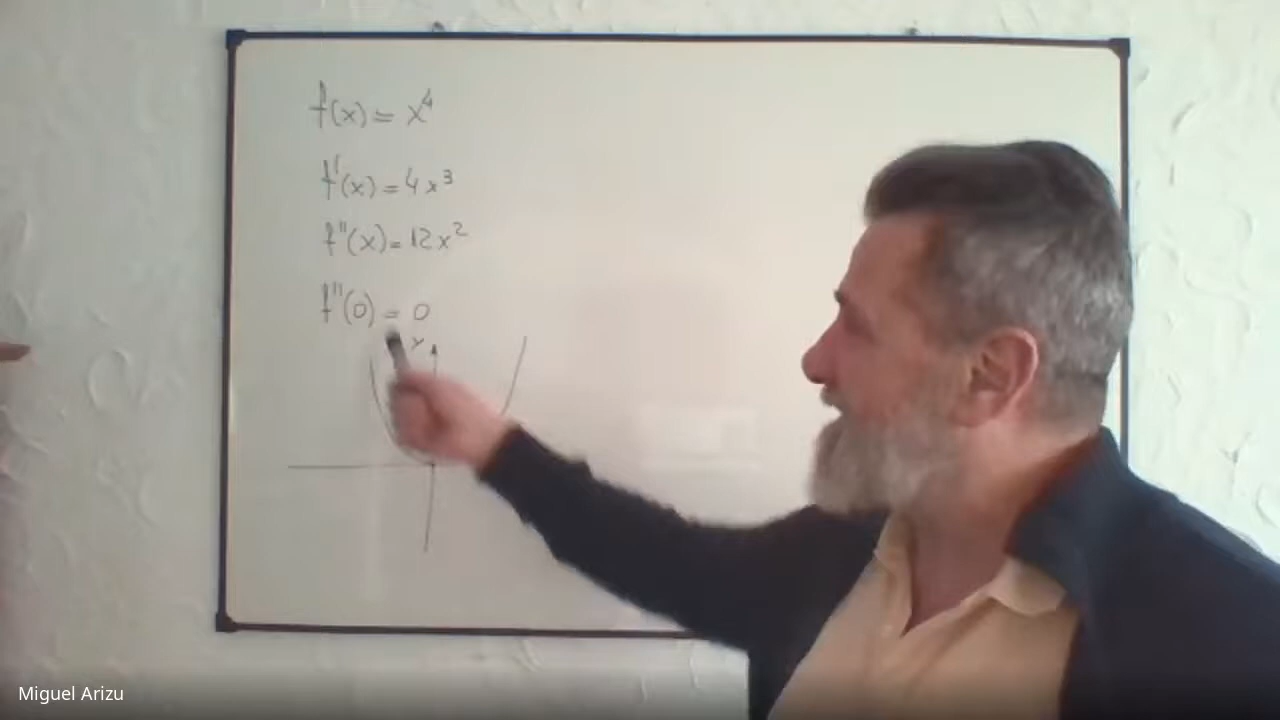 f(x) = x⁴
f'(x) = 4x³
f''(x) = 12x²
f''(0) = 0
y
Miguel Arizu